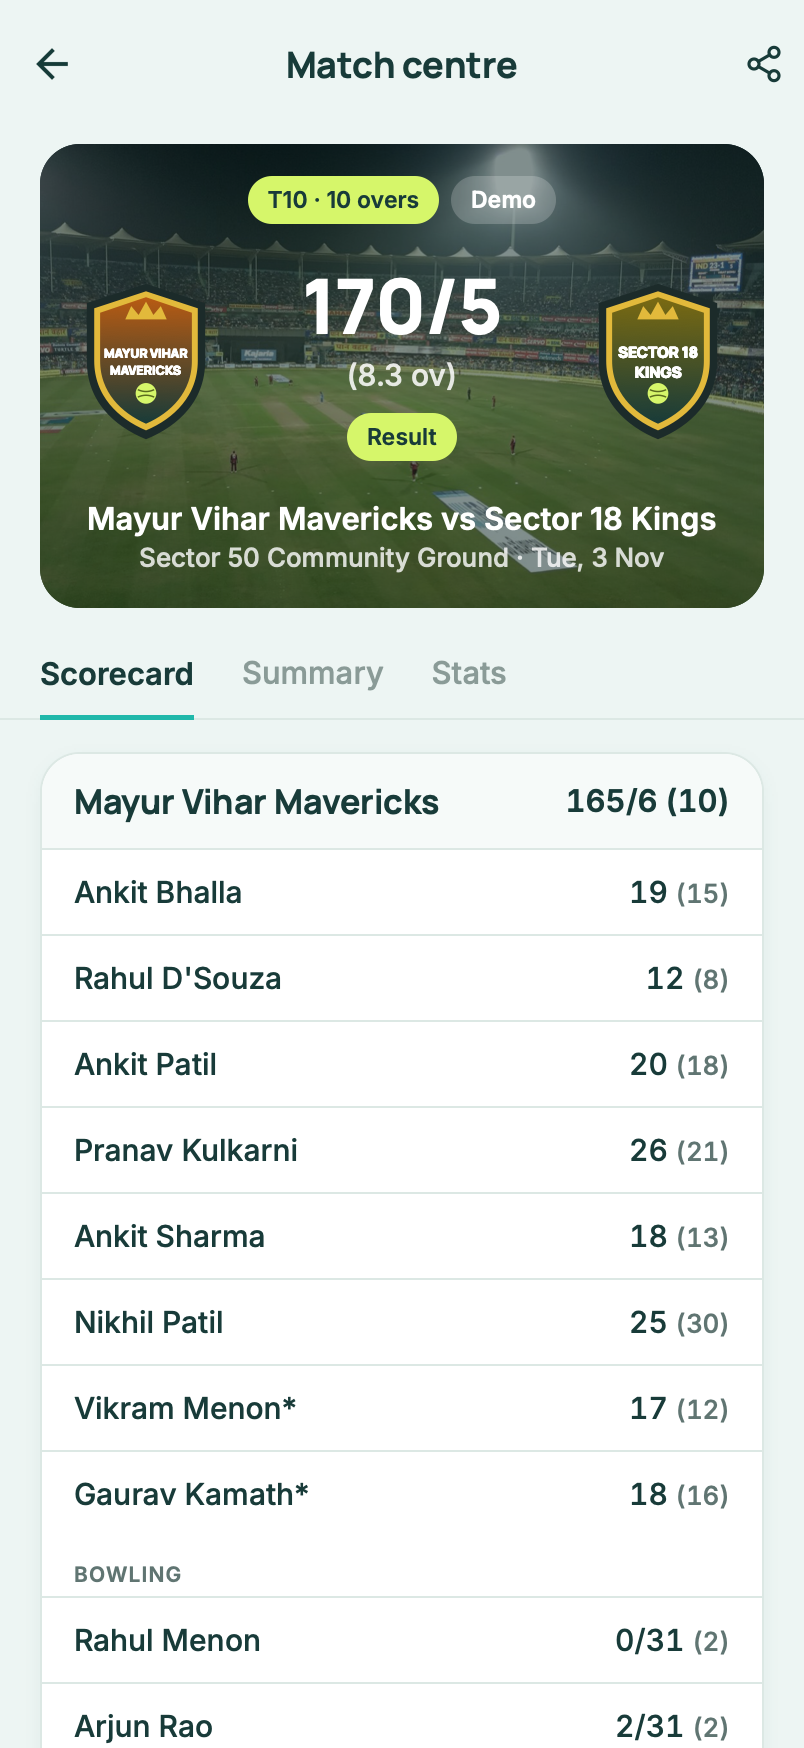 Match centre
T10 · 10 overs
Demo
170/5
(8.3 ov)
Result
MAYUR VIHAR
MAVERICKS
SECTOR 18
KINGS
Mayur Vihar Mavericks vs Sector 18 Kings
Sector 50 Community Ground · Tue, 3 Nov
Scorecard Summary Stats
Mayur Vihar Mavericks 165/6 (10)
Ankit Bhalla 19 (15)
Rahul D'Souza 12 (8)
Ankit Patil 20 (18)
Pranav Kulkarni 26 (21)
Ankit Sharma 18 (13)
Nikhil Patil 25 (30)
Vikram Menon* 17 (12)
Gaurav Kamath* 18 (16)
BOWLING
Rahul Menon 0/31 (2)
Arjun Rao 2/31 (2)